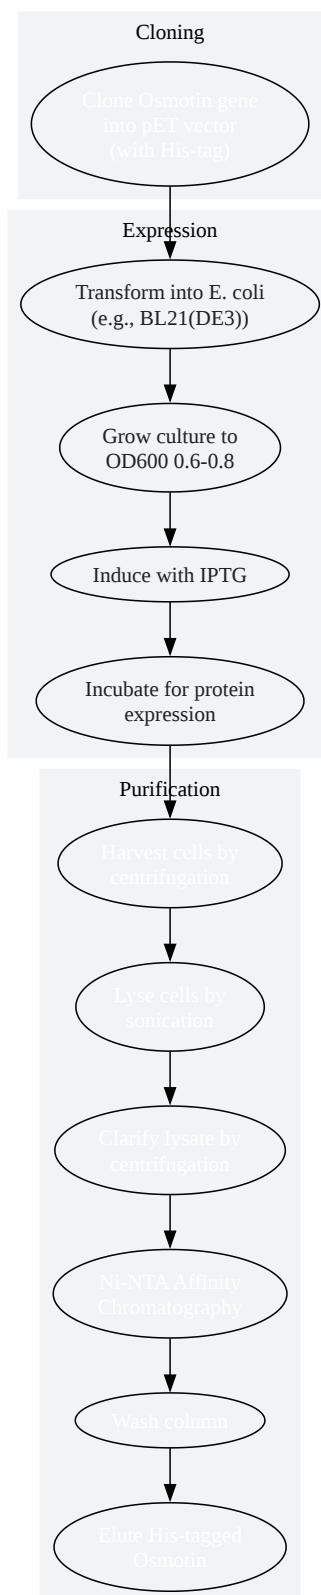 Cloning
Clone Osmotin gene
into pET vector
(with His-tag)
Expression
Transform into E. coli
(e.g., BL21(DE3))
Grow culture to
OD600 0.6-0.8
Induce with IPTG
Incubate for protein
expression
Purification
Harvest cells by
centrifugation
Lyse cells by
sonication
Clarify lysate by
centrifugation
Ni-NTA Affinity
Chromatography
Wash column
Elute His-tagged
Osmotin